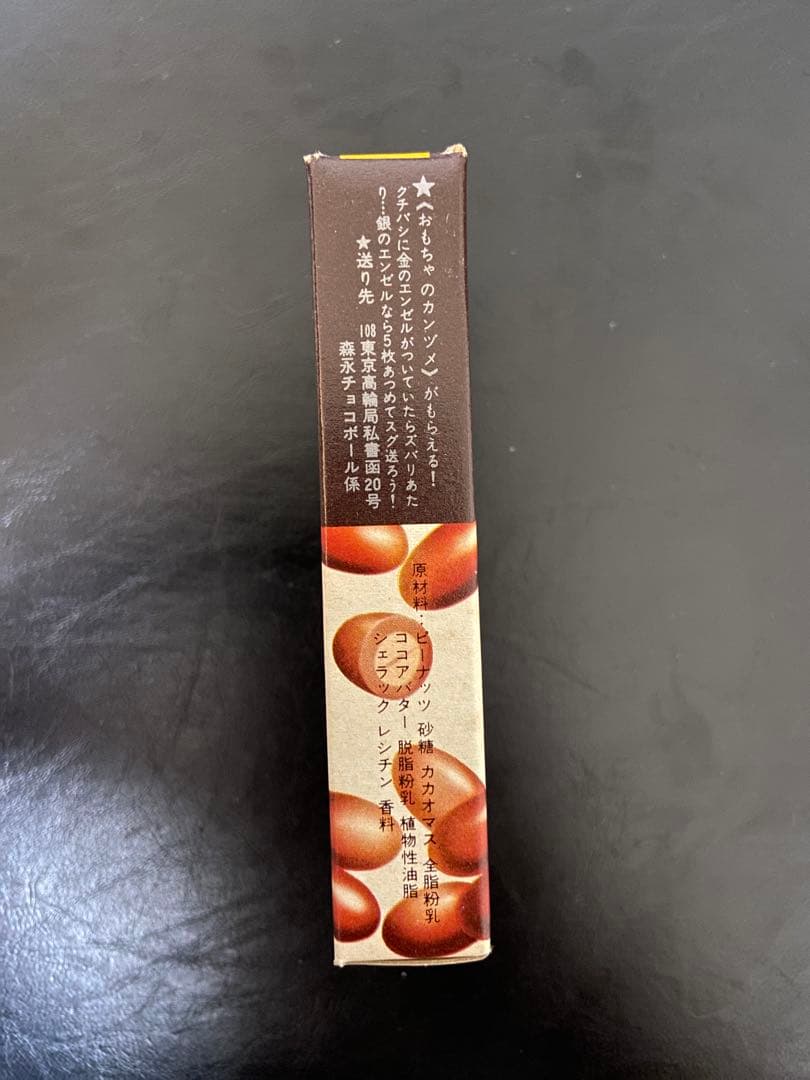 ★《おもちゃのカンヅメ》がもらえる!
クチバシに金のエンゼルがついていたらズバリあた
り…銀のエンゼルなら5枚あつめてスグ送ろう!
★送り先 108東京高輪局私書函20号
森永チョコボール係
原材料:ピーナッツ 砂糖 カカオマス 全脂粉乳
ココアバター 脱脂粉乳 植物性油脂
シェラック レシチン 香料